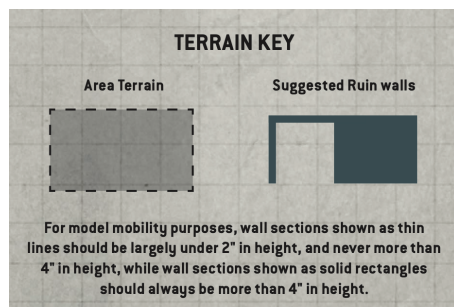 TERRAIN KEY
Area Terrain
Suggested Ruin walls
For model mobility purposes, wall sections shown as thin
lines should be largely under 2" in height, and never more than
4" in height, while wall sections shown as solid rectangles
should always be more than 4" in height.